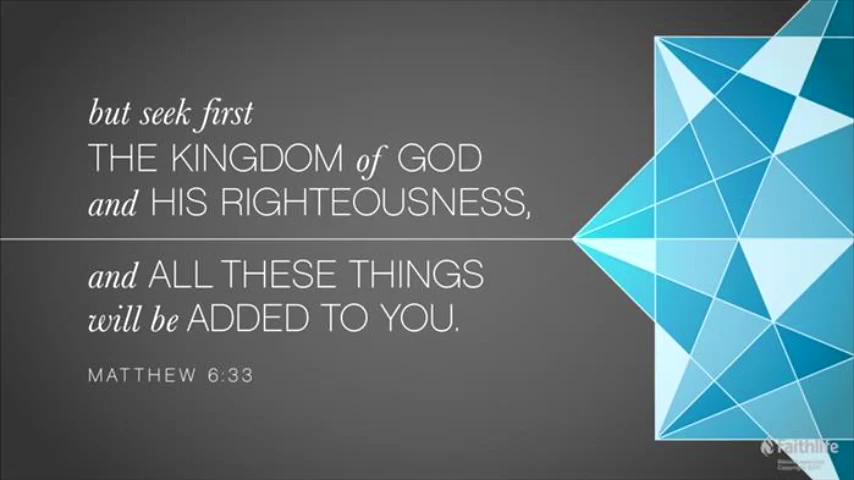 but seek first
THE KINGDOM of GOD
and HIS RIGHTEOUSNESS,
and ALL THESE THINGS
will be ADDED TO YOU.
MATTHEW 6:33
faithlife